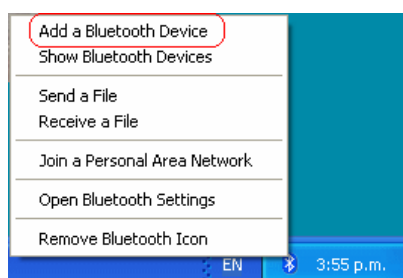 Add a Bluetooth Device
Show Bluetooth Devices
Send a File
Receive a File
Join a Personal Area Network
Open Bluetooth Settings
Remove Bluetooth Icon
EN 3:55 p.m.